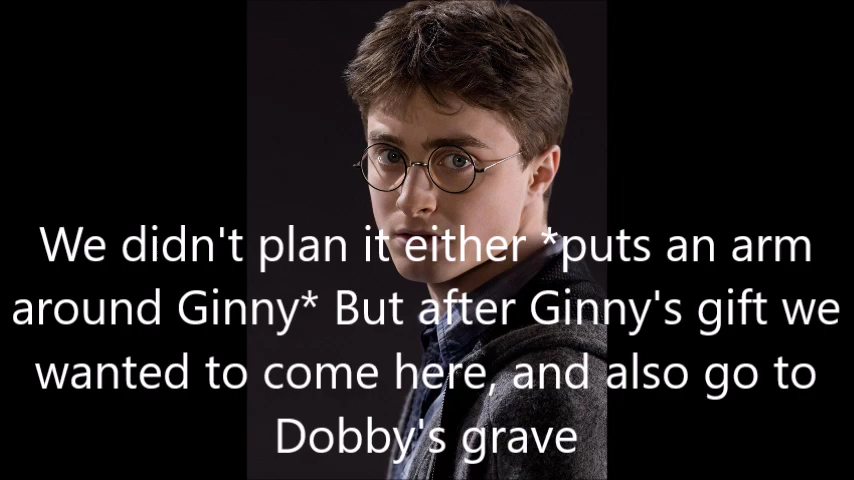 We didn't plan it either *puts an arm
around Ginny* But after Ginny's gift we
wanted to come here, and also go to
Dobby's grave